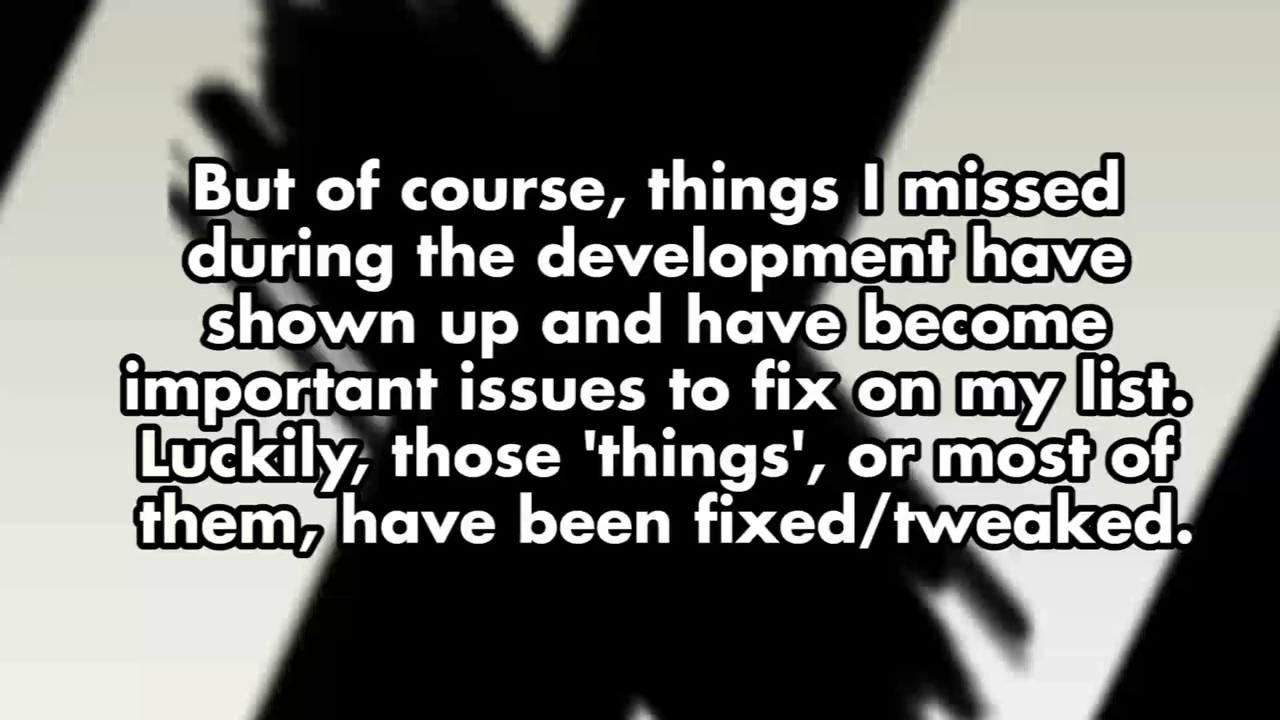 But of course, things I missed
during the development have
shown up and have become
important issues to fix on my list.
Luckily, those 'things', or most of
them, have been fixed/tweaked.